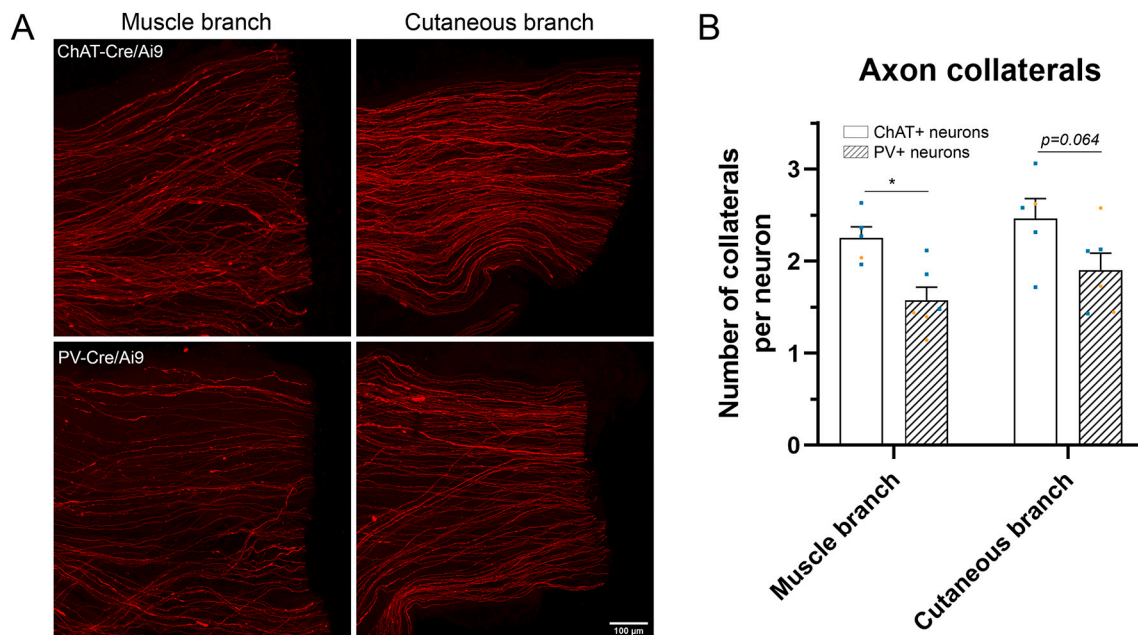 A
Muscle branch
Cutaneous branch
ChAT-Cre/Ai9
PV-Cre/Ai9
100 μm
B
Axon collaterals
ChAT+ neurons
PV+ neurons
*
p=0.064
Number of collaterals
per neuron
3
2
1
0
Muscle branch
Cutaneous branch